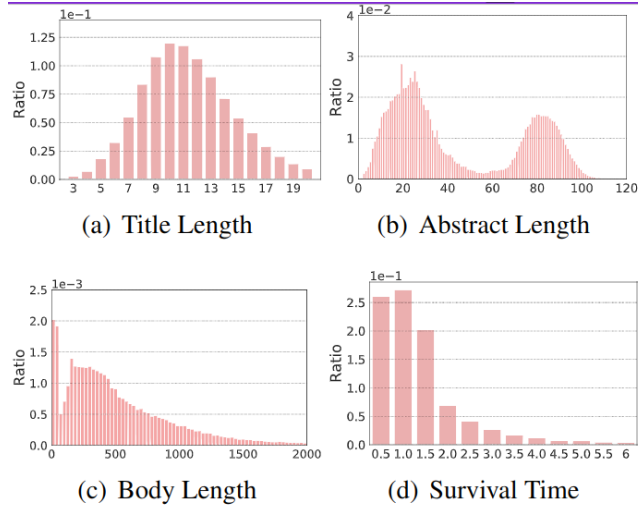 1e−1
1.25
1.00
0.75
0.50
0.25
0.00
Ratio
3 5 7 9 11 13 15 17 19
(a) Title Length
1e−2
4
3
2
1
0
Ratio
0 20 40 60 80 100 120
(b) Abstract Length
1e−3
2.5
2.0
1.5
1.0
0.5
0.0
Ratio
0 500 1000 1500 2000
(c) Body Length
1e−1
2.5
2.0
1.5
1.0
0.5
0.0
Ratio
0.5 1.0 1.5 2.0 2.5 3.0 3.5 4.0 4.5 5.0 5.5 6
(d) Survival Time